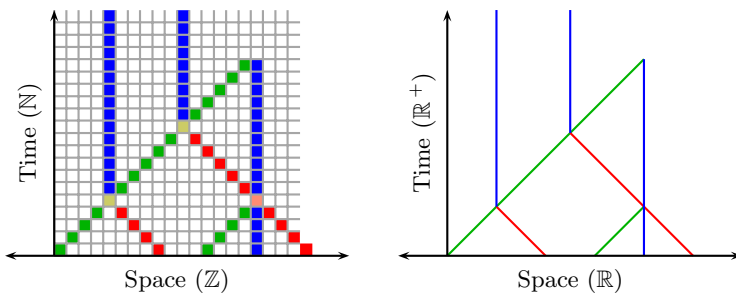 Time (ℕ)
Space (ℤ)
Time (ℝ⁺)
Space (ℝ)